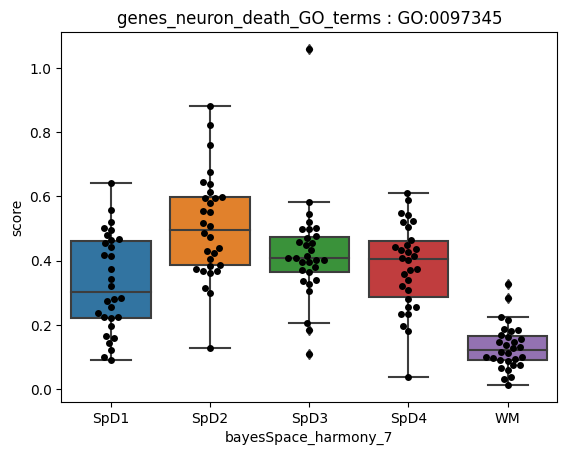 genes_neuron_death_GO_terms : GO:0097345
score
1.0
0.8
0.6
0.4
0.2
0.0
SpD1 SpD2 SpD3 SpD4 WM
bayesSpace_harmony_7